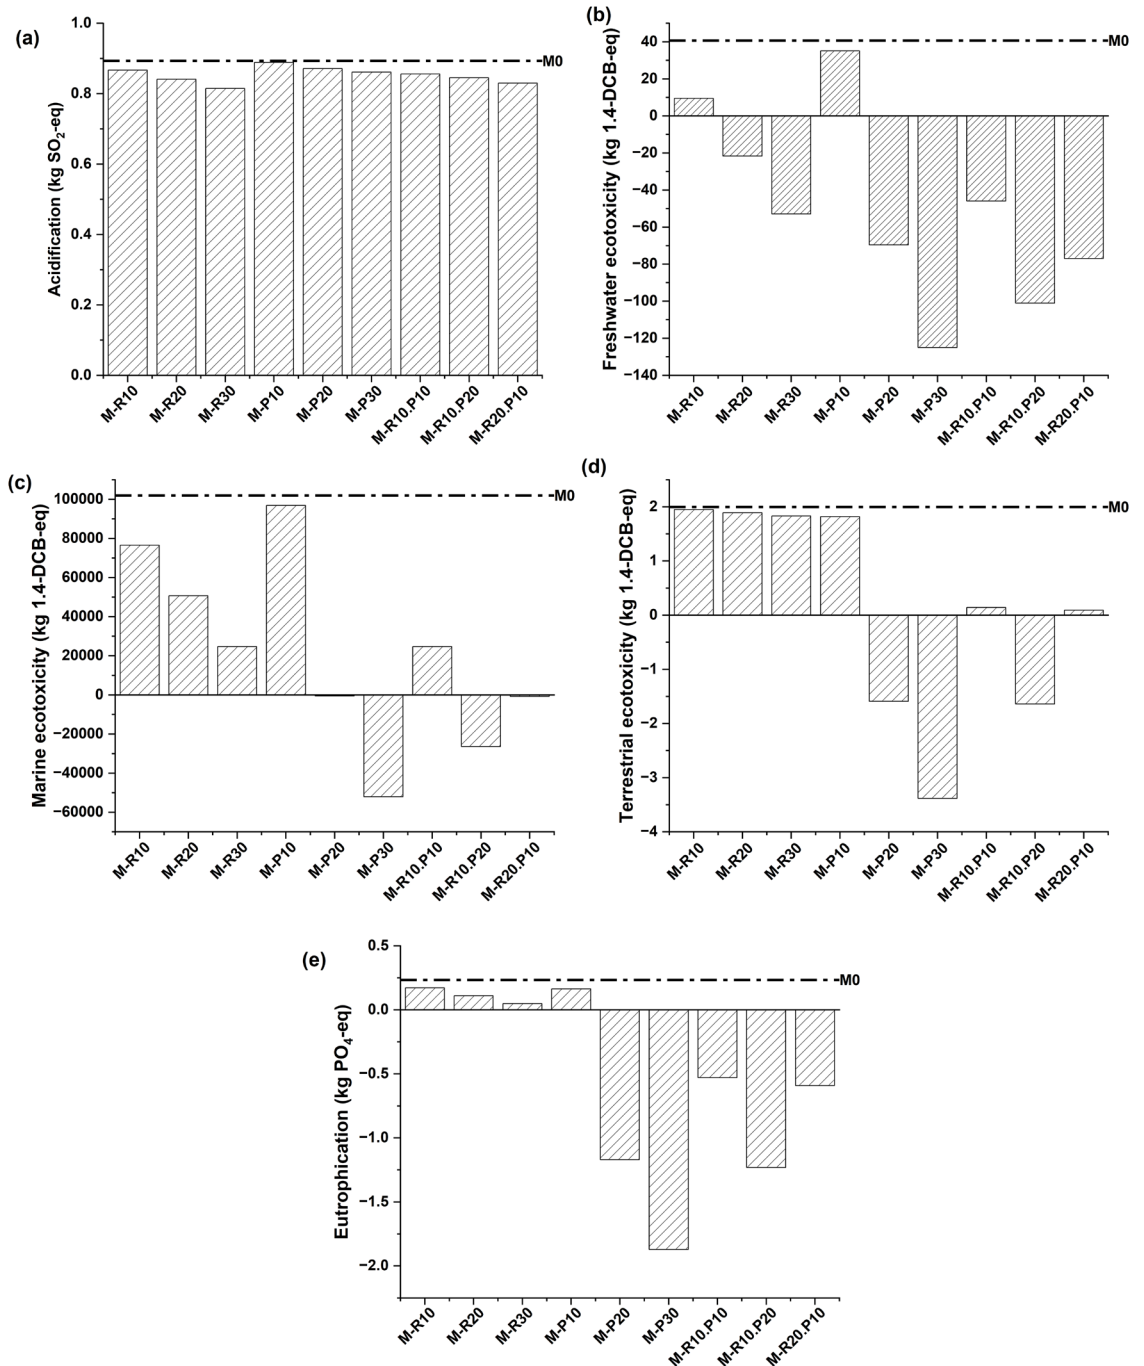 (a)
Acidification (kg SO2-eq)
1.0
0.8
0.6
0.4
0.2
0.0
M0
M-R10
M-R20
M-R30
M-P10
M-P20
M-P30
M-R10.P10
M-R10.P20
M-R20.P10
(b)
Freshwater ecotoxicity (kg 1.4-DCB-eq)
40
20
0
−20
−40
−60
−80
−100
−120
−140
M0
M-R10
M-R20
M-R30
M-P10
M-P20
M-P30
M-R10.P10
M-R10.P20
M-R20.P10
(c)
Marine ecotoxicity (kg 1.4-DCB-eq)
100000
80000
60000
40000
20000
0
−20000
−40000
−60000
M0
M-R10
M-R20
M-R30
M-P10
M-P20
M-P30
M-R10.P10
M-R10.P20
M-R20.P10
(d)
Terrestrial ecotoxicity (kg 1.4-DCB-eq)
2
1
0
−1
−2
−3
−4
M0
M-R10
M-R20
M-R30
M-P10
M-P20
M-P30
M-R10.P10
M-R10.P20
M-R20.P10
(e)
Eutrophication (kg PO4-eq)
0.5
0.0
−0.5
−1.0
−1.5
−2.0
M0
M-R10
M-R20
M-R30
M-P10
M-P20
M-P30
M-R10.P10
M-R10.P20
M-R20.P10